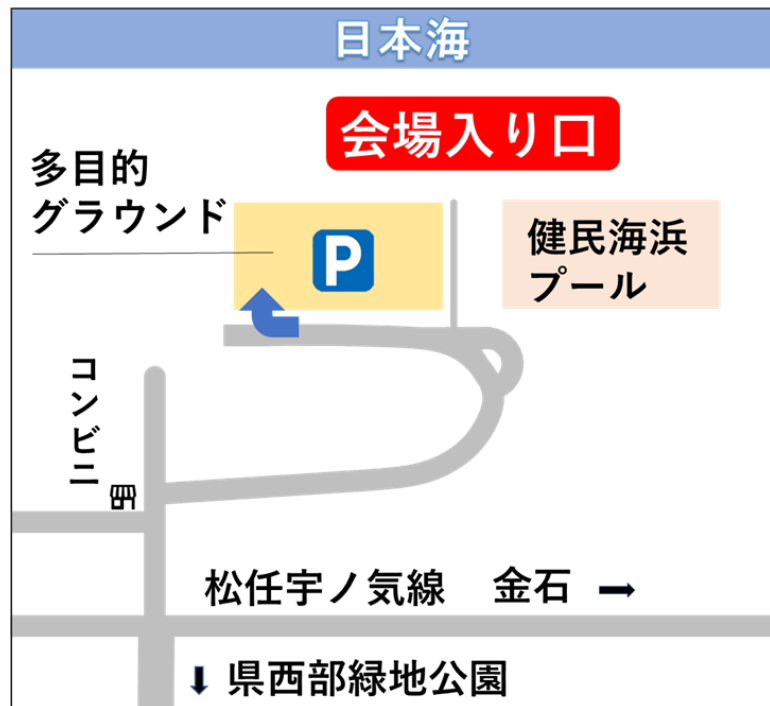 日本海
会場入り口
多目的
グラウンド
P
健民海浜
プール
コンビニ
松任宇ノ気線　金石 →
↓ 県西部緑地公園